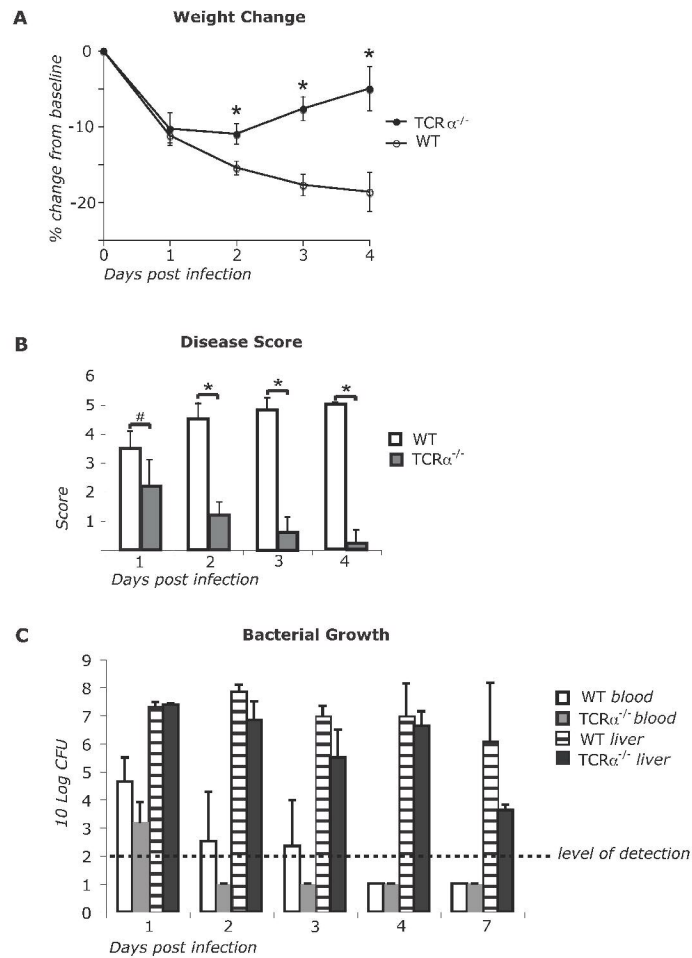 A
Weight Change
0
-10
-20
% change from baseline
* * *
TCRα⁻/⁻
WT
0 1 2 3 4
Days post infection
B
Disease Score
6
5
4
3
2
1
Score
# * * *
WT
TCRα⁻/⁻
1 2 3 4
Days post infection
C
Bacterial Growth
9
8
7
6
5
4
3
2
1
0
10 Log CFU
WT blood
TCRα⁻/⁻ blood
WT liver
TCRα⁻/⁻ liver
level of detection
1 2 3 4 7
Days post infection